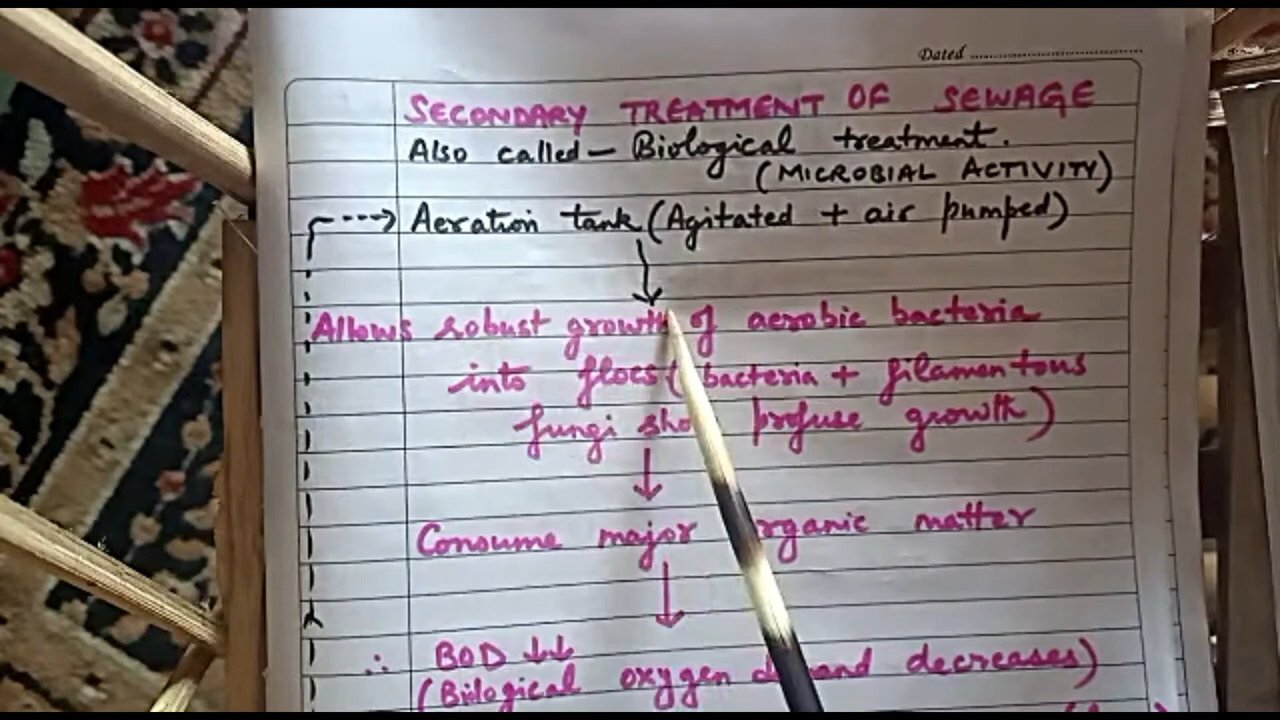 Dated
SECONDARY TREATMENT OF SEWAGE
Also called - Biological treatment.
(MICROBIAL ACTIVITY)
Aeration tank (Agitated + air pumped)
Allows robust growth of aerobic bacteria
into flocs (bacteria + filamentous
fungi profuse growth)
Consume major organic matter
∴ BOD ↓↓
(Biological oxygen decreases)